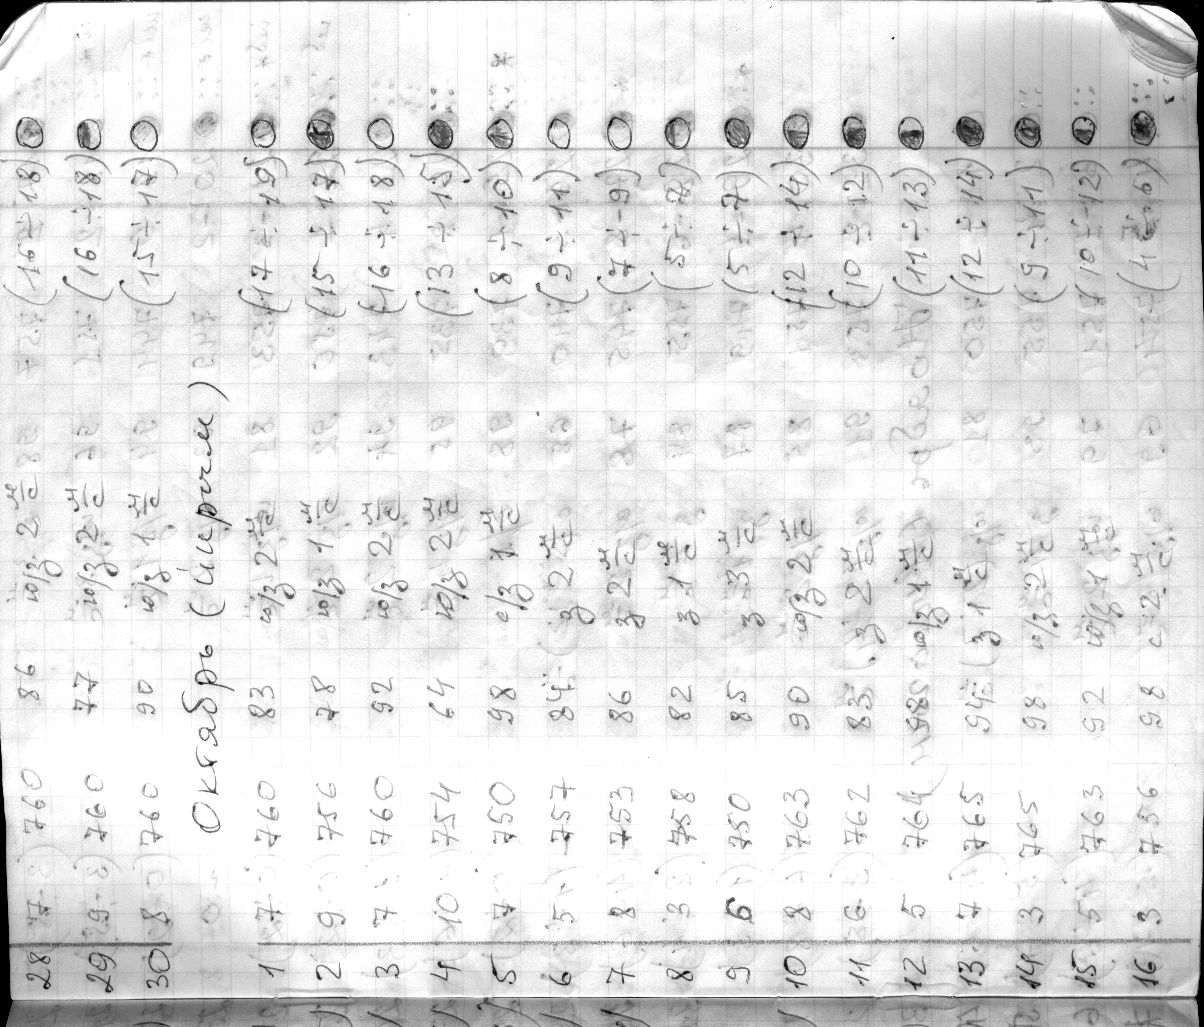 28 7 760 86 ю/з 2 м/с (16 ÷ 18)
29 9 760 77 ю/з 2 м/с (16 ÷ 18)
30 8 760 90 ю/з 1 м/с (15 ÷ 17)
Октябрь (
1 7 760 83 ю/з 2 м/с (17 ÷ 19)
2 9 756 78 ю/з 1 м/с (15 ÷ 17)
3 7 760 92 ю/з 2 м/с (16 ÷ 18)
4 10 754 64 ю/з 2 м/с (13 ÷ 15)
5 7 750 98 ю/з 1 м/с (8 ÷ 10)
6 5 757 84 з 2 м/с (9 ÷ 11)
7 8 753 86 з 2 м/с (7 ÷ 9)
8 3 758 82 з 1 м/с (5 ÷ 7)
9 6 750 85 з 3 м/с (5 ÷ 7)
10 8 763 90 ю/з 2 м/с (12 ÷ 14)
11 6 762 83 з 2 м/с (10 ÷ 12)
12 5 764 98 ю/з 1 м/с (11 ÷ 13)
13 7 765 94 з 1 м/с (12 ÷ 14)
14 3 765 98 ю/з 2 м/с (9 ÷ 11)
15 5 763 92 ю/з 1 м/с (10 ÷ 12)
16 3 756 98 с 2 м/с (4 ÷ 6)